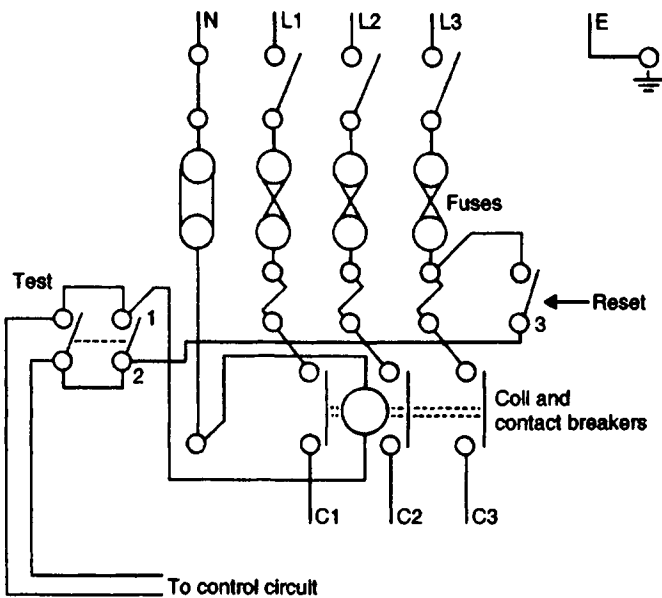 N L1 L2 L3 E
Fuses
Test
Reset
1
3
2
Coil and
contact breakers
C1 C2 C3
To control circuit